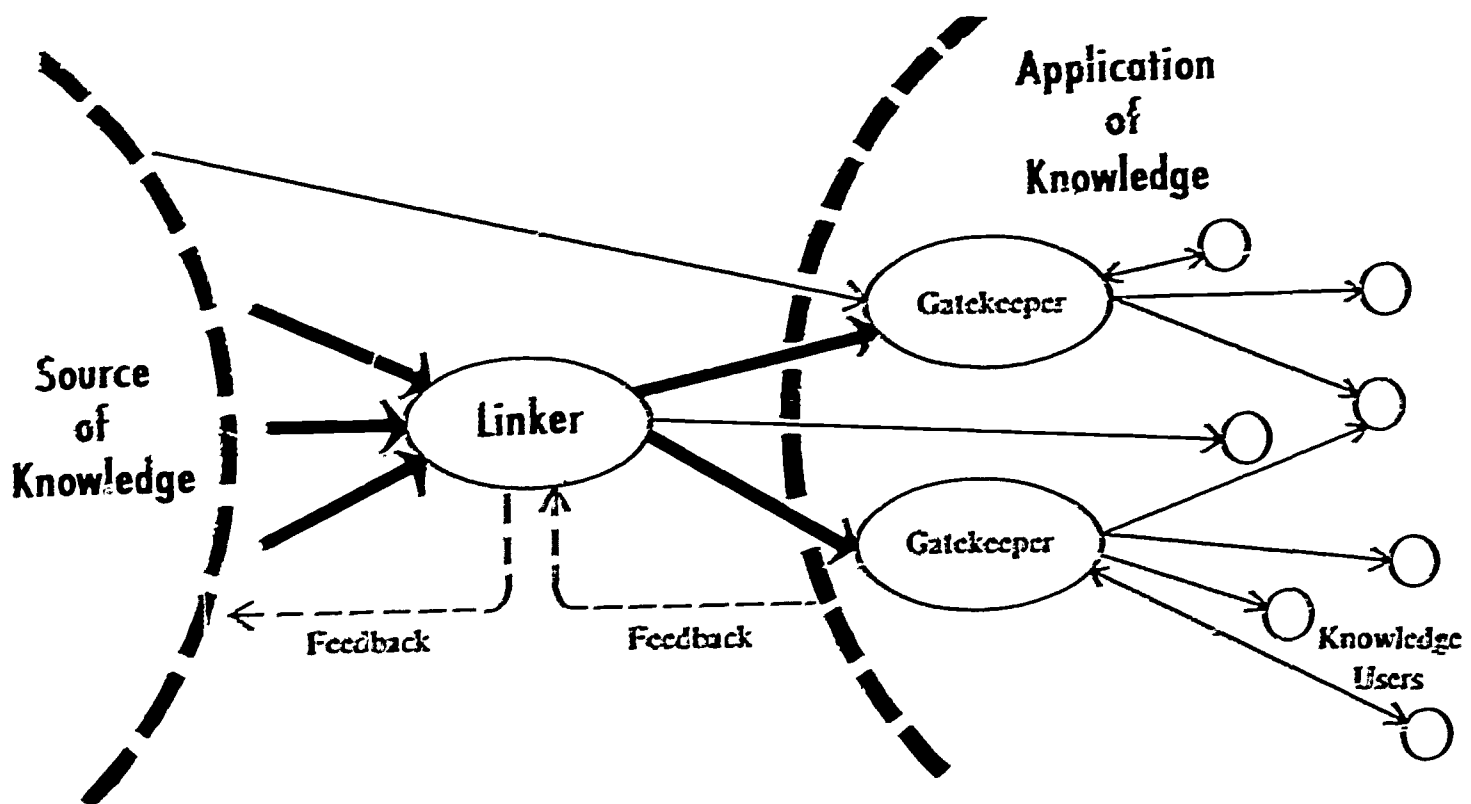 Application
of
Knowledge
Gatekeeper
Source
of
Knowledge
Linker
Gatekeeper
Feedback
Feedback
Knowledge
Users